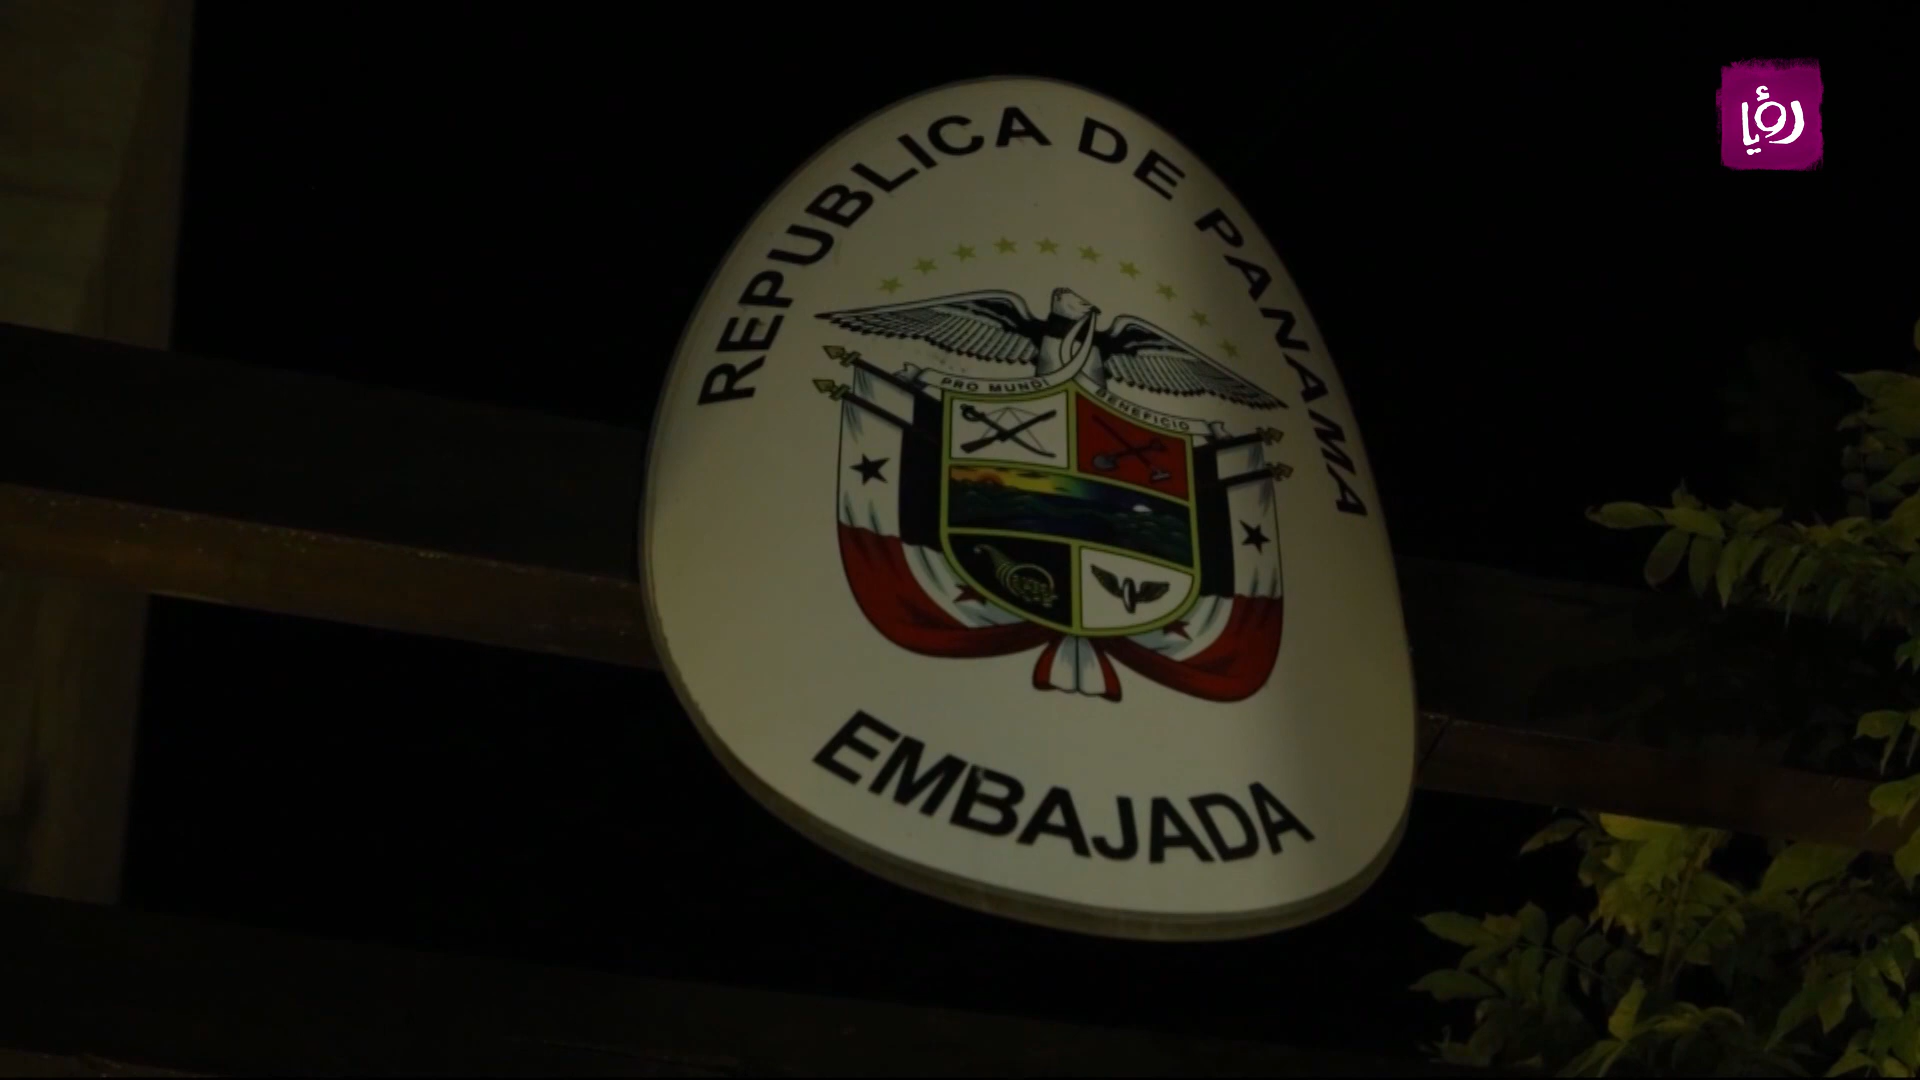 رؤيا
REPUBLICA DE PANAMA
PRO MUNDI BENEFICIO
EMBAJADA